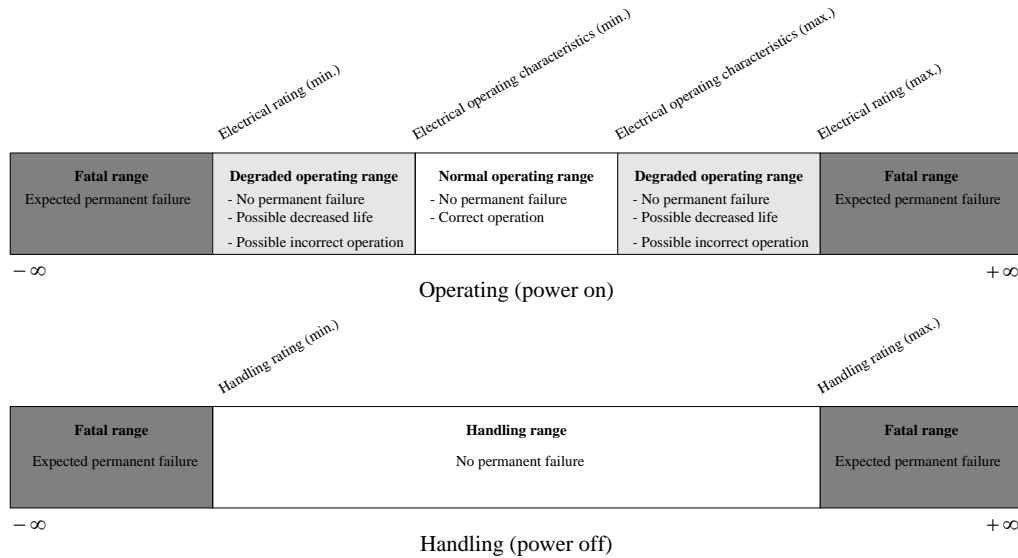 Electrical rating (min.)
Electrical operating characteristics (min.)
Electrical operating characteristics (max.)
Electrical rating (max.)
Fatal range
Expected permanent failure
Degraded operating range
- No permanent failure
- Possible decreased life
- Possible incorrect operation
Normal operating range
- No permanent failure
- Correct operation
Degraded operating range
- No permanent failure
- Possible decreased life
- Possible incorrect operation
Fatal range
Expected permanent failure
− ∞
+ ∞
Operating (power on)
Handling rating (min.)
Handling rating (max.)
Fatal range
Expected permanent failure
Handling range
No permanent failure
Fatal range
Expected permanent failure
− ∞
+ ∞
Handling (power off)